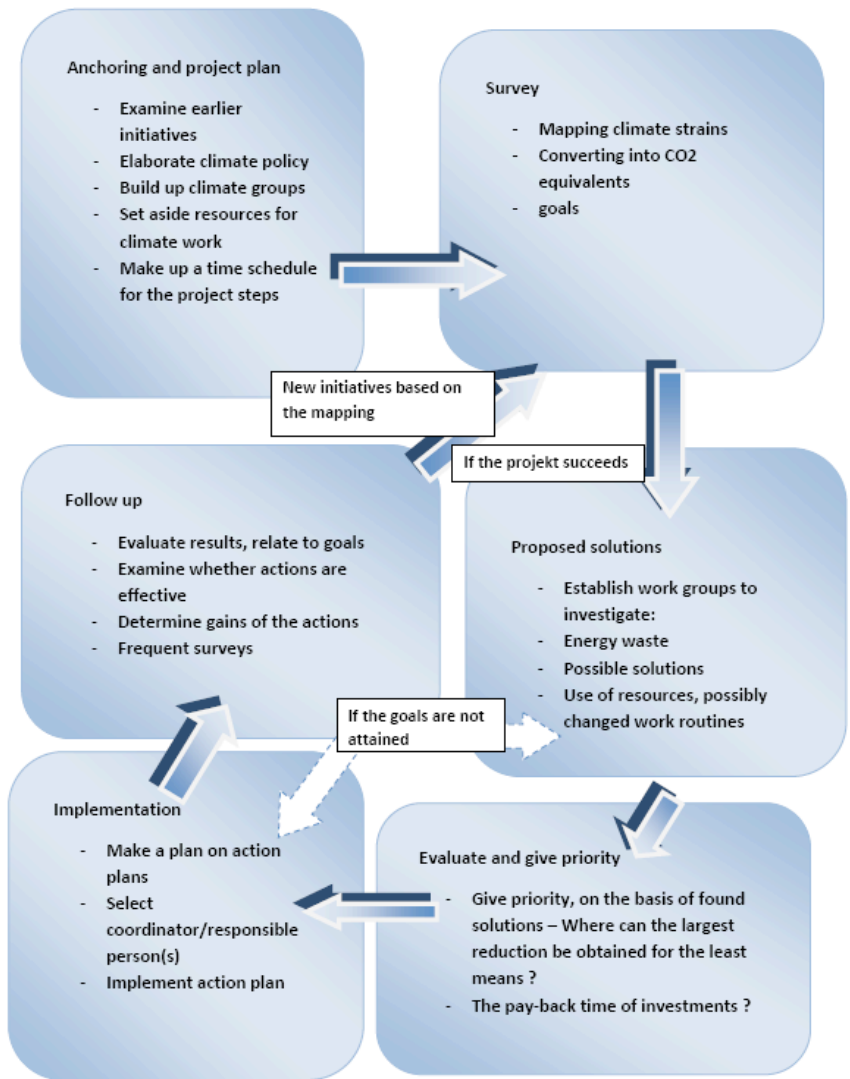 Anchoring and project plan
- Examine earlier
initiatives
- Elaborate climate policy
- Build up climate groups
- Set aside resources for
climate work
- Make up a time schedule
for the project steps
Survey
- Mapping climate strains
- Converting into CO2
equivalents
- goals
New initiatives based on
the mapping
If the projekt succeeds
Follow up
- Evaluate results, relate to goals
- Examine whether actions are
effective
- Determine gains of the actions
- Frequent surveys
Proposed solutions
- Establish work groups to
investigate:
- Energy waste
- Possible solutions
- Use of resources, possibly
changed work routines
If the goals are not
attained
Implementation
- Make a plan on action
plans
- Select
coordinator/responsible
person(s)
- Implement action plan
Evaluate and give priority
- Give priority, on the basis of found
solutions – Where can the largest
reduction be obtained for the least
means ?
- The pay-back time of investments ?